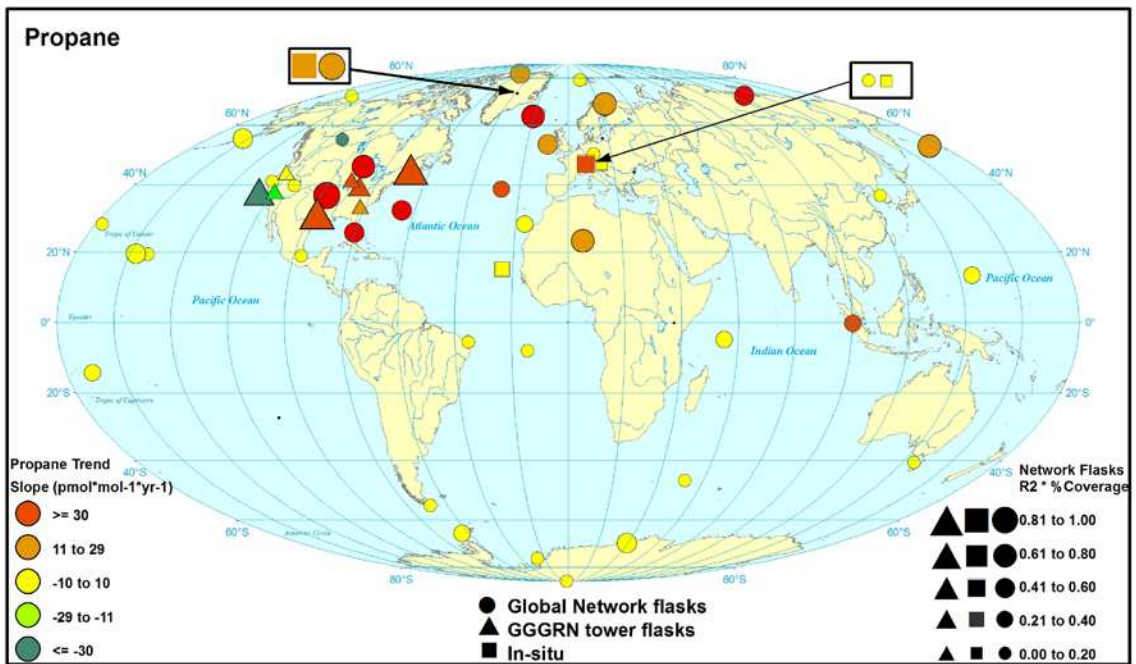 Propane
80°N
80°N
60°N
60°N
40°N
40°N
Atlantic Ocean
Tropic of Cancer
20°N
20°N
Pacific Ocean
Pacific Ocean
Equator
0°
0°
Indian Ocean
20°S
20°S
Tropic of Capricorn
40°S
40°S
60°S
60°S
Antarctic Circle
80°S
80°S
Propane Trend
Slope (pmol*mol-1*yr-1)
>= 30
11 to 29
-10 to 10
-29 to -11
<= -30
Global Network flasks
GGGRN tower flasks
In-situ
Network Flasks
R2 * % Coverage
0.81 to 1.00
0.61 to 0.80
0.41 to 0.60
0.21 to 0.40
0.00 to 0.20